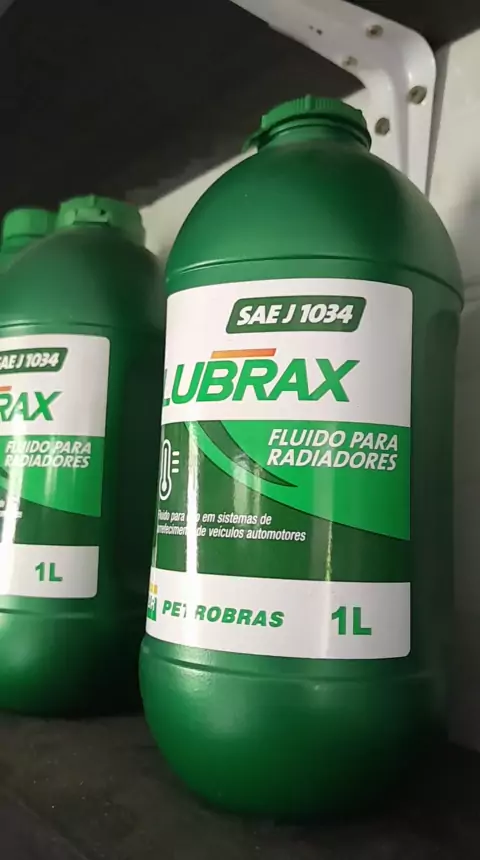 SAE J 1034
LUBRAX
FLUIDO PARA
RADIADORES
Fluido para em sistemas de
de veículos automotores
PETROBRAS
1L
SAE J 1034
RAX
FLUIDO PARA
RADIADORES
1L